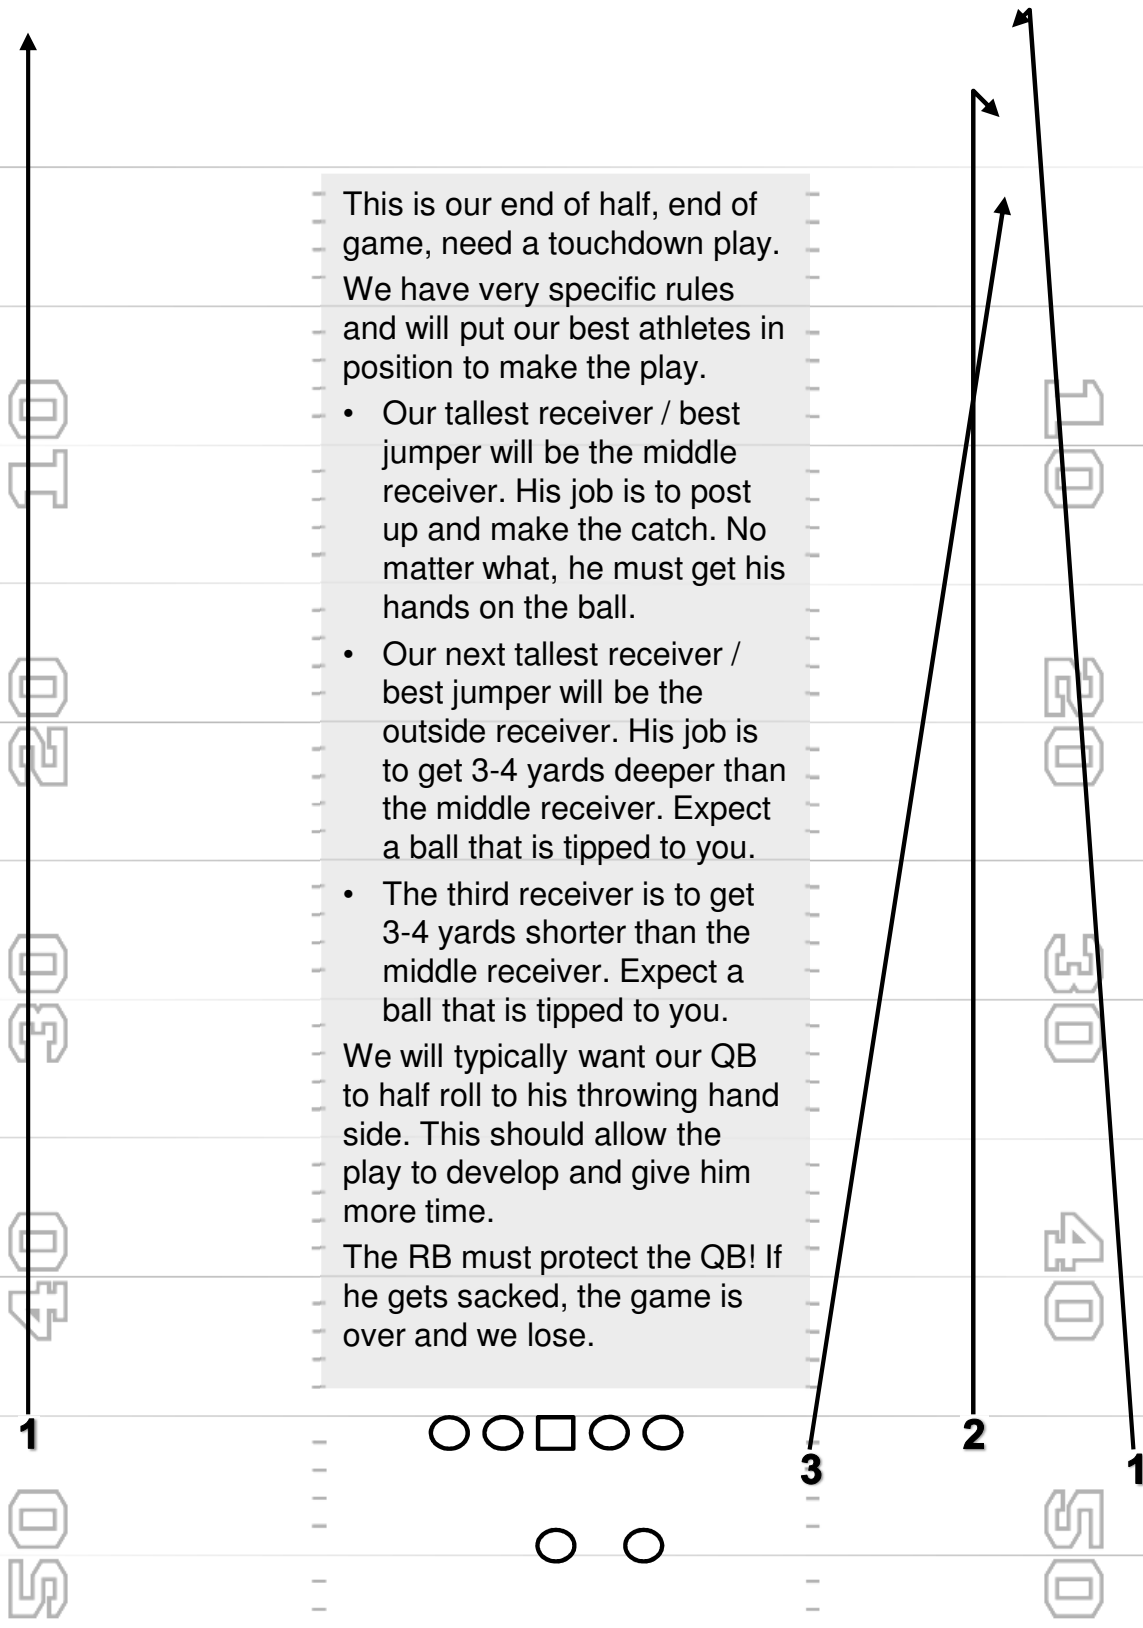 This is our end of half, end of
game, need a touchdown play.
We have very specific rules
and will put our best athletes in
position to make the play.
• Our tallest receiver / best
jumper will be the middle
receiver. His job is to post
up and make the catch. No
matter what, he must get his
hands on the ball.
• Our next tallest receiver /
best jumper will be the
outside receiver. His job is
to get 3-4 yards deeper than
the middle receiver. Expect
a ball that is tipped to you.
• The third receiver is to get
3-4 yards shorter than the
middle receiver. Expect a
ball that is tipped to you.
We will typically want our QB
to half roll to his throwing hand
side. This should allow the
play to develop and give him
more time.
The RB must protect the QB! If
he gets sacked, the game is
over and we lose.
10
20
30
40
50
10
20
30
40
50
1
3
2
1